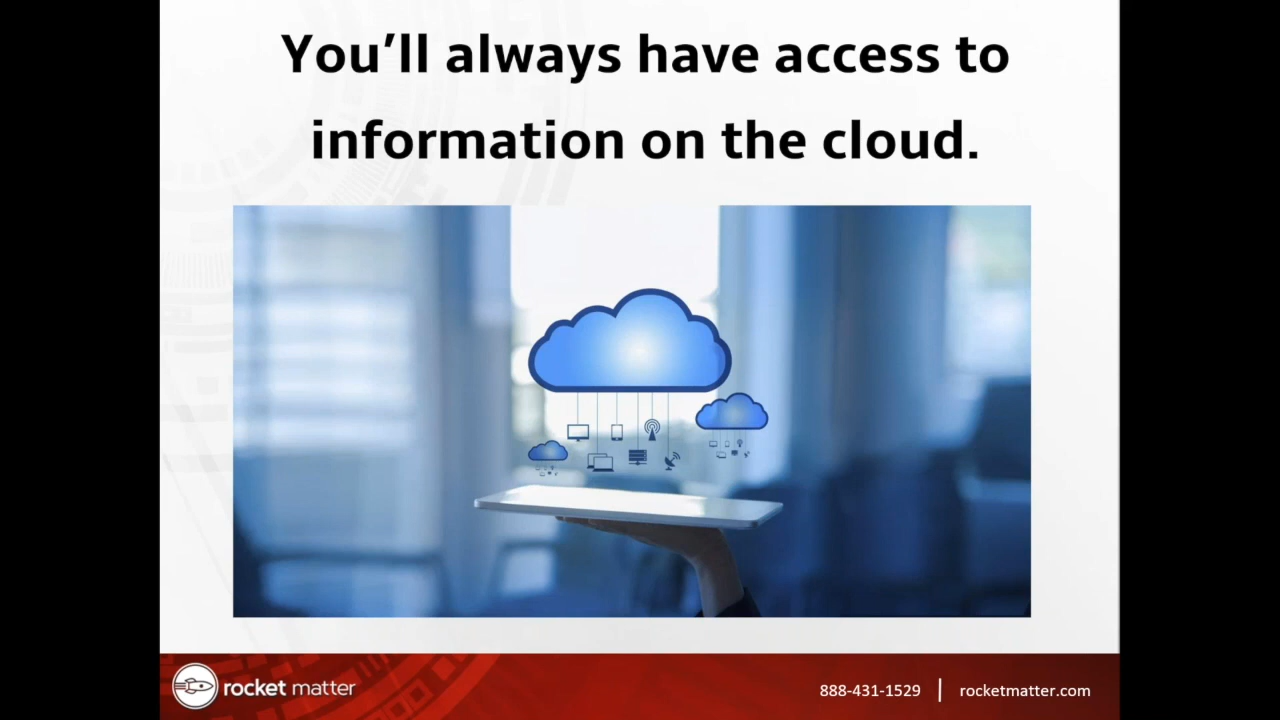 You’ll always have access to
information on the cloud.
rocket matter
888-431-1529 | rocketmatter.com